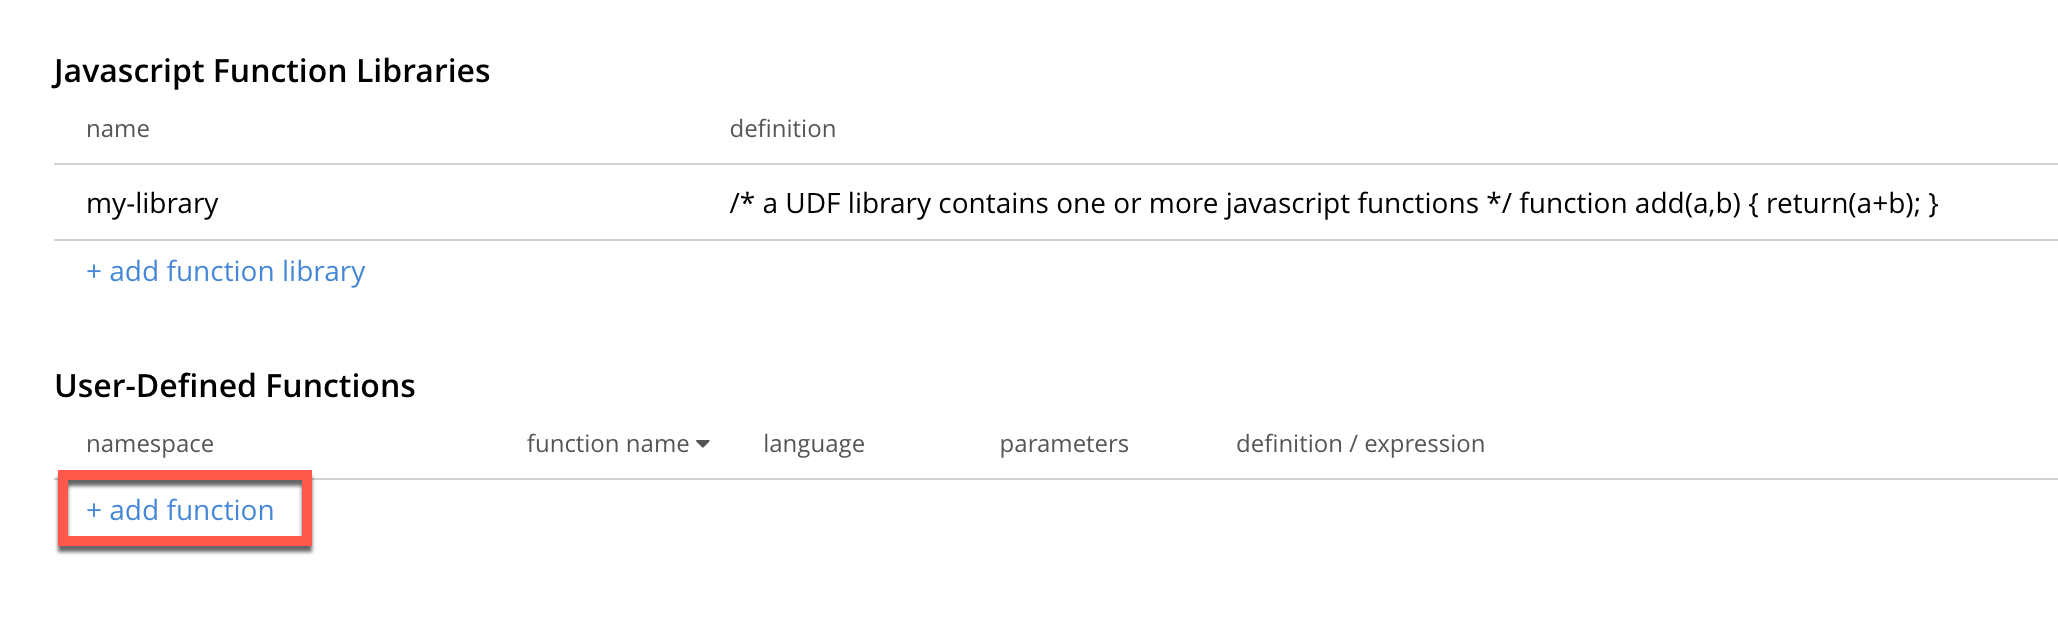 Javascript Function Libraries
name definition
my-library /* a UDF library contains one or more javascript functions */ function add(a,b) { return(a+b); }
+ add function library
User-Defined Functions
namespace function name language parameters definition / expression
+ add function